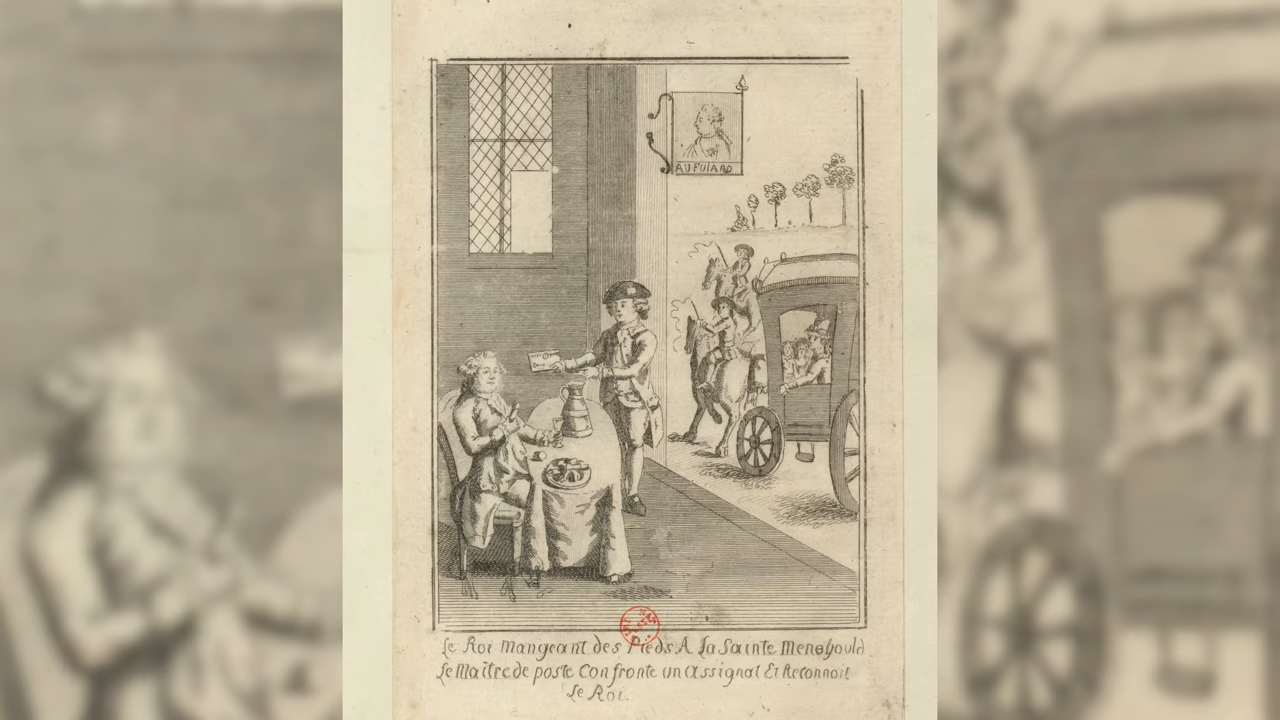 AU FUIARD
Le Roi mangeant des Pieds A La Sainte Menehould
Le Maitre de poste Confronte un Assignat Et Reconnoit
Le Roi.